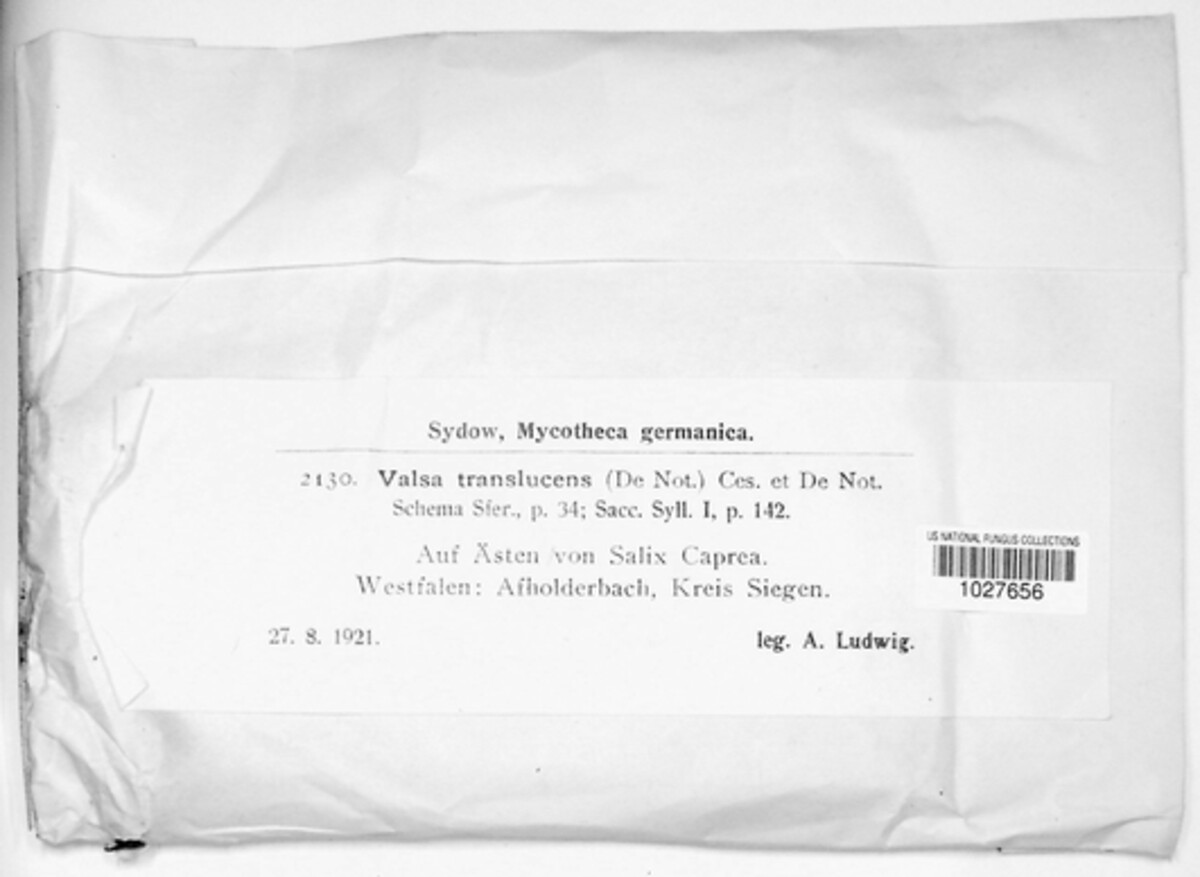 Sydow, Mycotheca germanica.
2130. Valsa translucens (De Not.) Ces. et De Not.
Schema Sfer., p. 34; Sacc. Syll. I, p. 142.
Auf Ästen von Salix Caprea.
Westfalen: Afholderbach, Kreis Siegen.
27. 8. 1921.
leg. A. Ludwig.
US NATIONAL FUNGUS COLLECTIONS
1027656